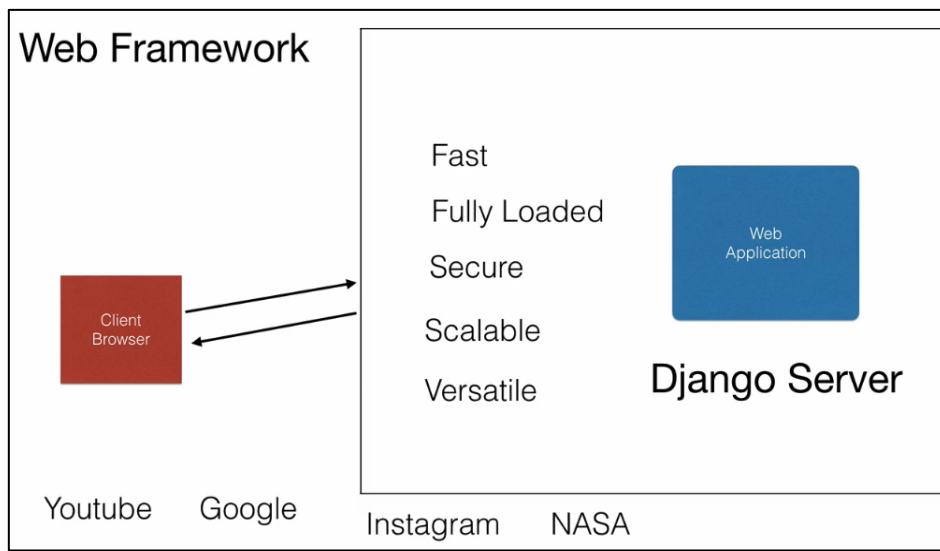 Web Framework
Fast
Fully Loaded
Secure
Scalable
Versatile
Web
Application
Django Server
Client
Browser
Youtube
Google
Instagram
NASA